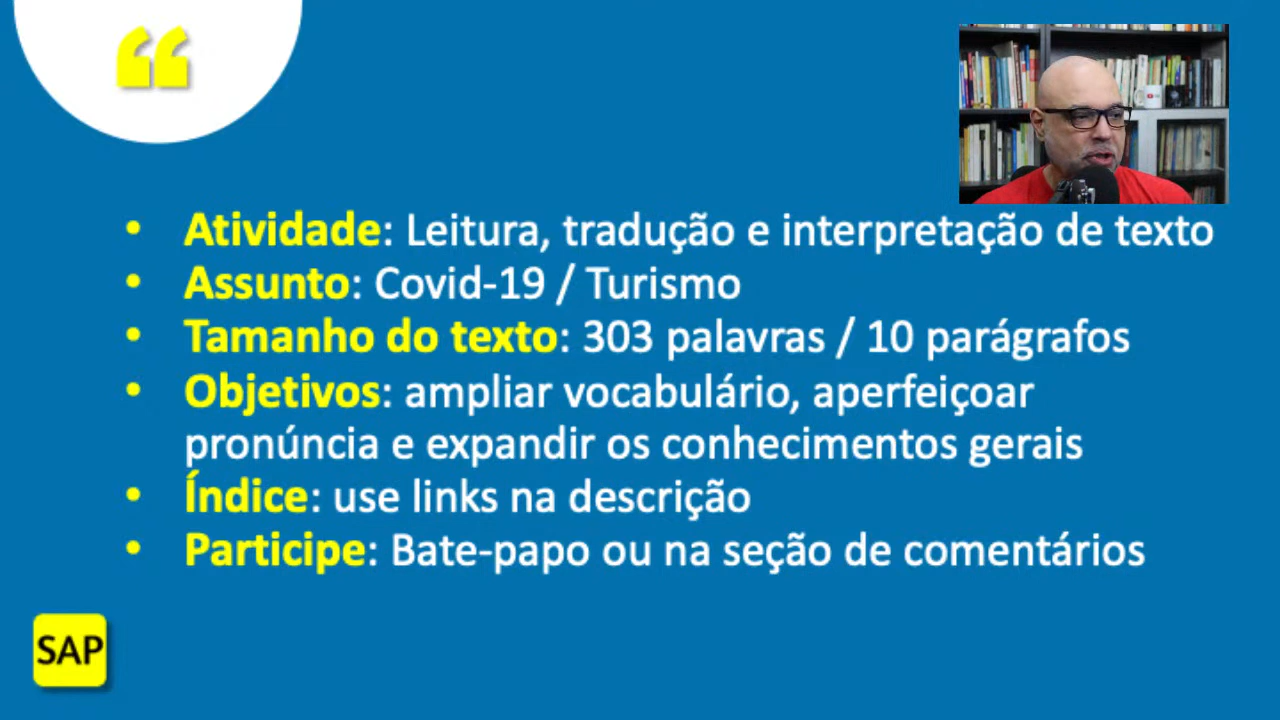 • Atividade: Leitura, tradução e interpretação de texto
• Assunto: Covid-19 / Turismo
• Tamanho do texto: 303 palavras / 10 parágrafos
• Objetivos: ampliar vocabulário, aperfeiçoar
pronúncia e expandir os conhecimentos gerais
• Índice: use links na descrição
• Participe: Bate-papo ou na seção de comentários
SAP